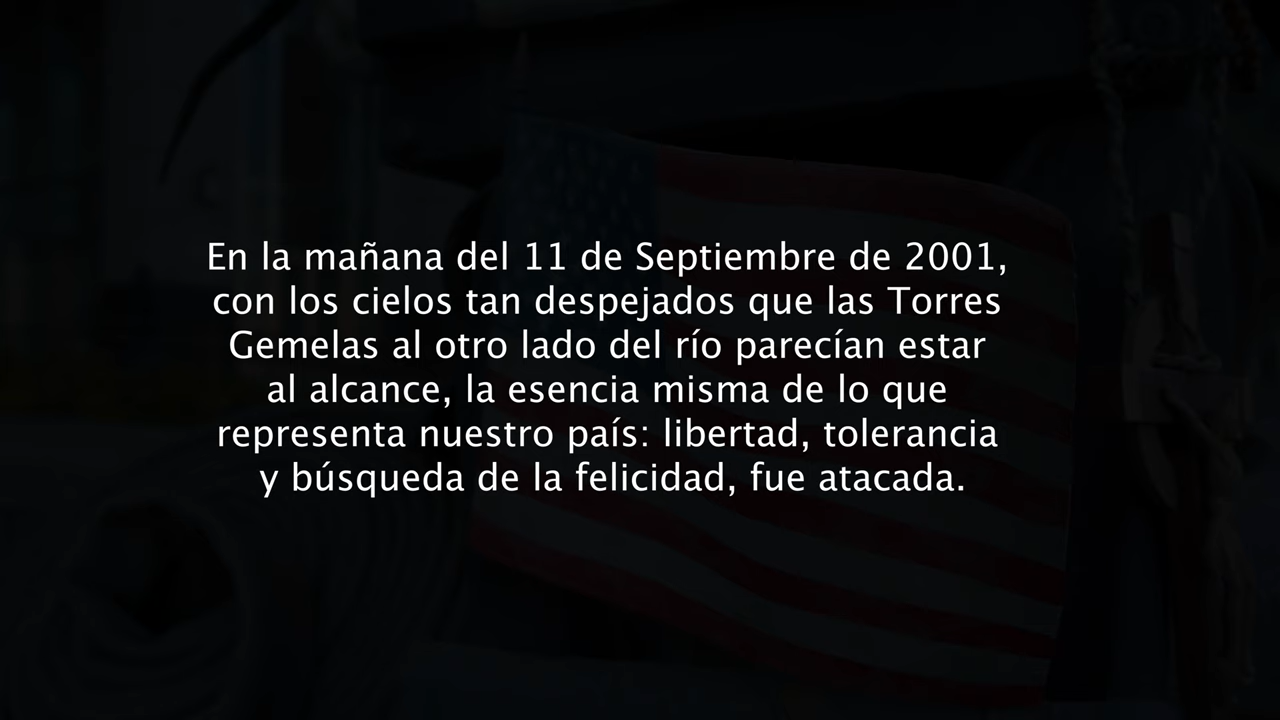 En la mañana del 11 de Septiembre de 2001,
con los cielos tan despejados que las Torres
Gemelas al otro lado del río parecían estar
al alcance, la esencia misma de lo que
representa nuestro país: libertad, tolerancia
y búsqueda de la felicidad, fue atacada.